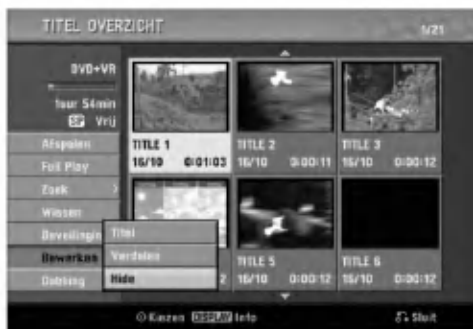 TITEL OVERZICHT
1/21
DVD+VR
1our 54min
SP Vrij
Afspelen
Full Play
Zoek
Wissen
Beveiliging
Bewerken
Dubbing
Titel
Verdelen
Hide
TITLE 1
16/10 0:01:03
TITLE 2
16/10 0:00:11
TITLE 3
16/10 0:00:12
TITLE 5
16/10 0:00:12
TITLE 6
16/10 0:00:12
Kiezen DISPLAY Info
Sluit